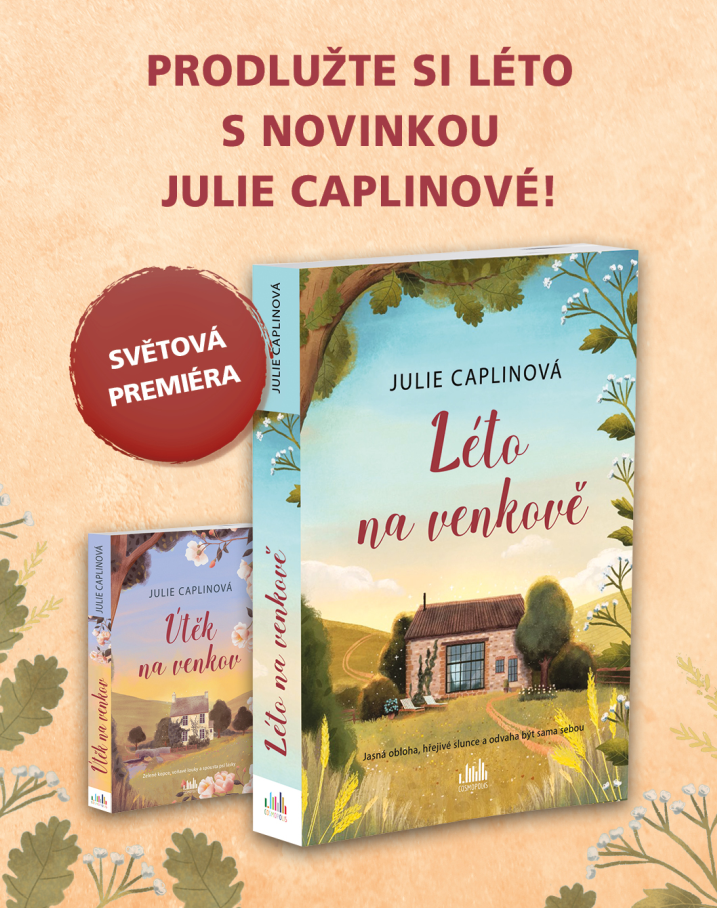 PRODLUŽTE SI LÉTO
S NOVINKOU
JULIE CAPLINOVÉ!
SVĚTOVÁ
PREMIÉRA
JULIE CAPLINOVÁ
Léto na venkově
COSMOPOLIS
JULIE CAPLINOVÁ
Léto
na venkově
Jasná obloha, hřejivé slunce a odvaha být sama sebou
COSMOPOLIS
JULIE CAPLINOVÁ
Útěk na venkov
JULIE CAPLINOVÁ
Útěk
na venkov